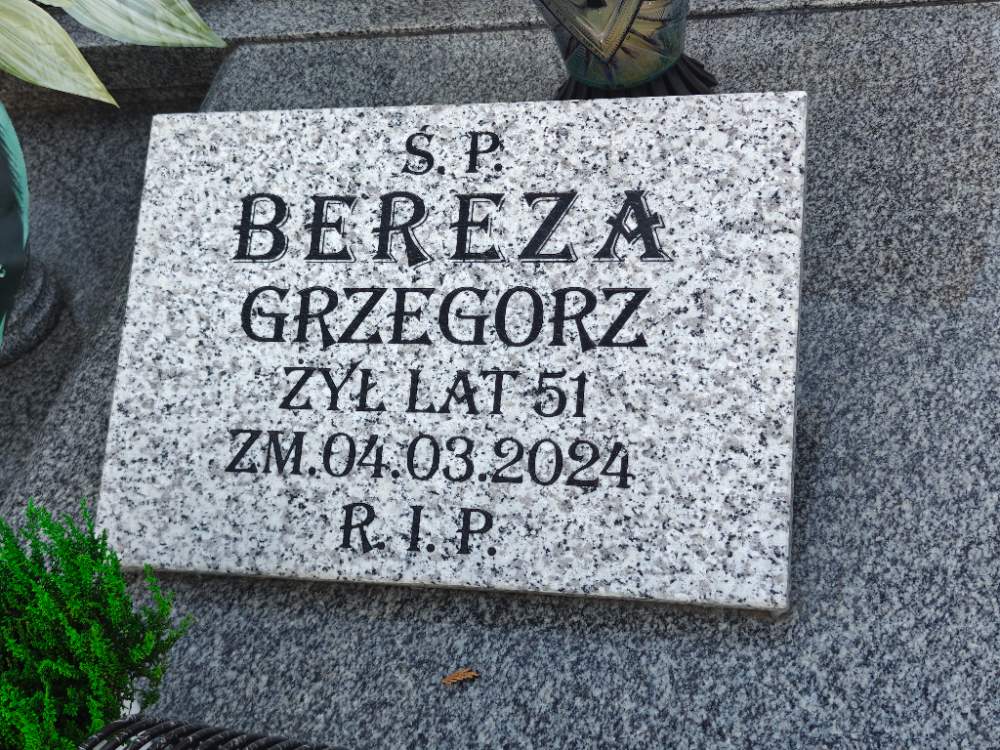 Ś. P.
BEREZA
GRZEGORZ
ŻYŁ LAT 51
ZM.04.03.2024
R. I. P.